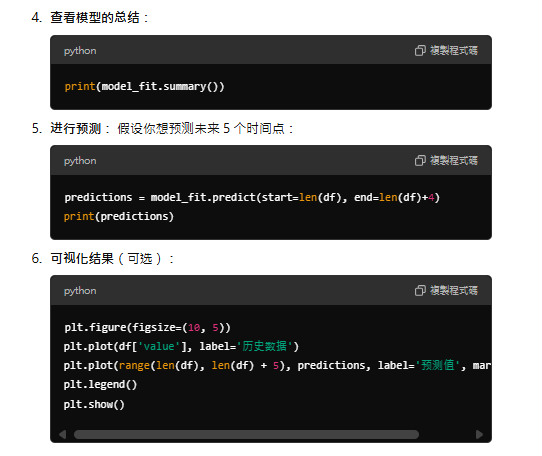 4. 查看模型的总结：
python
複製程式碼
print(model_fit.summary())
5. 进行预测： 假设你想预测未来 5 个时间点：
python
複製程式碼
predictions = model_fit.predict(start=len(df), end=len(df)+4)
print(predictions)
6. 可视化结果（可选）：
python
複製程式碼
plt.figure(figsize=(10, 5))
plt.plot(df['value'], label='历史数据')
plt.plot(range(len(df), len(df) + 5), predictions, label='预测值', mar
plt.legend()
plt.show()